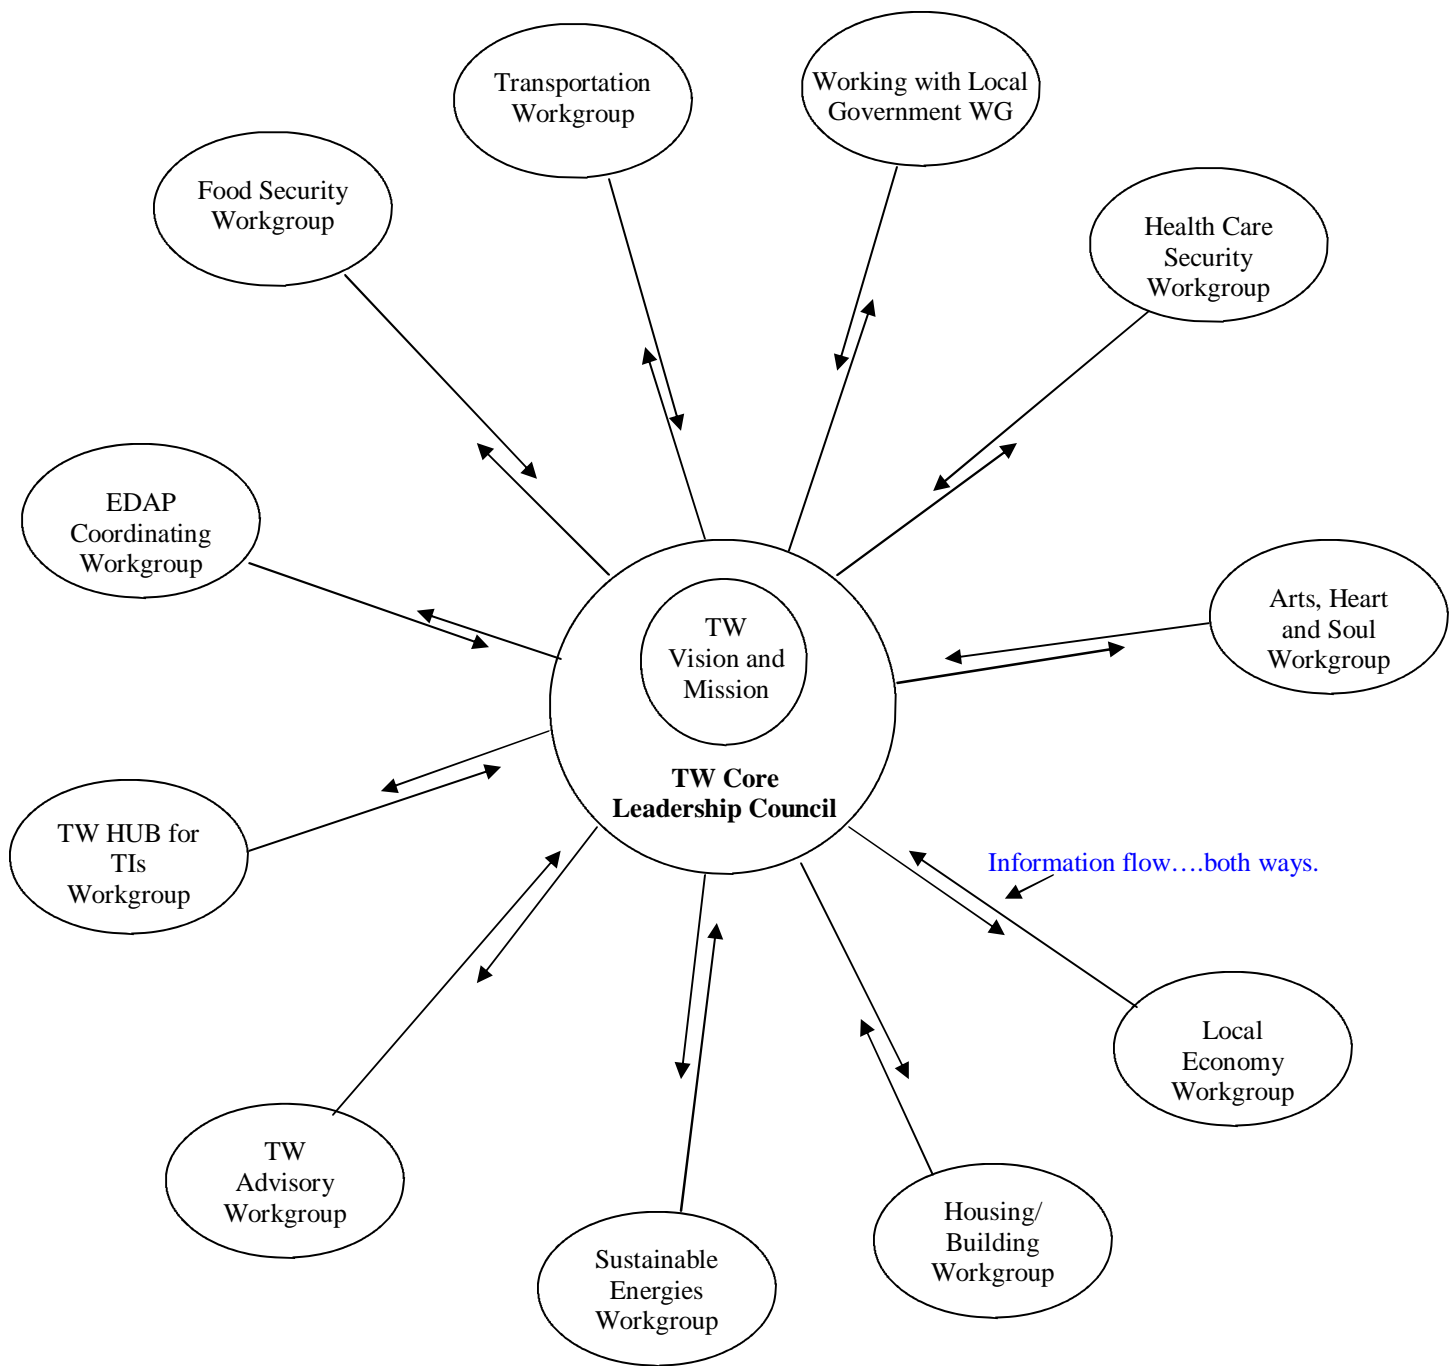 Transportation
Workgroup
Working with Local
Government WG
Food Security
Workgroup
Health Care
Security
Workgroup
EDAP
Coordinating
Workgroup
TW
Vision and
Mission
Arts, Heart
and Soul
Workgroup
TW Core
Leadership Council
TW HUB for
TIs
Workgroup
Information flow….both ways.
Local
Economy
Workgroup
TW
Advisory
Workgroup
Housing/
Building
Workgroup
Sustainable
Energies
Workgroup